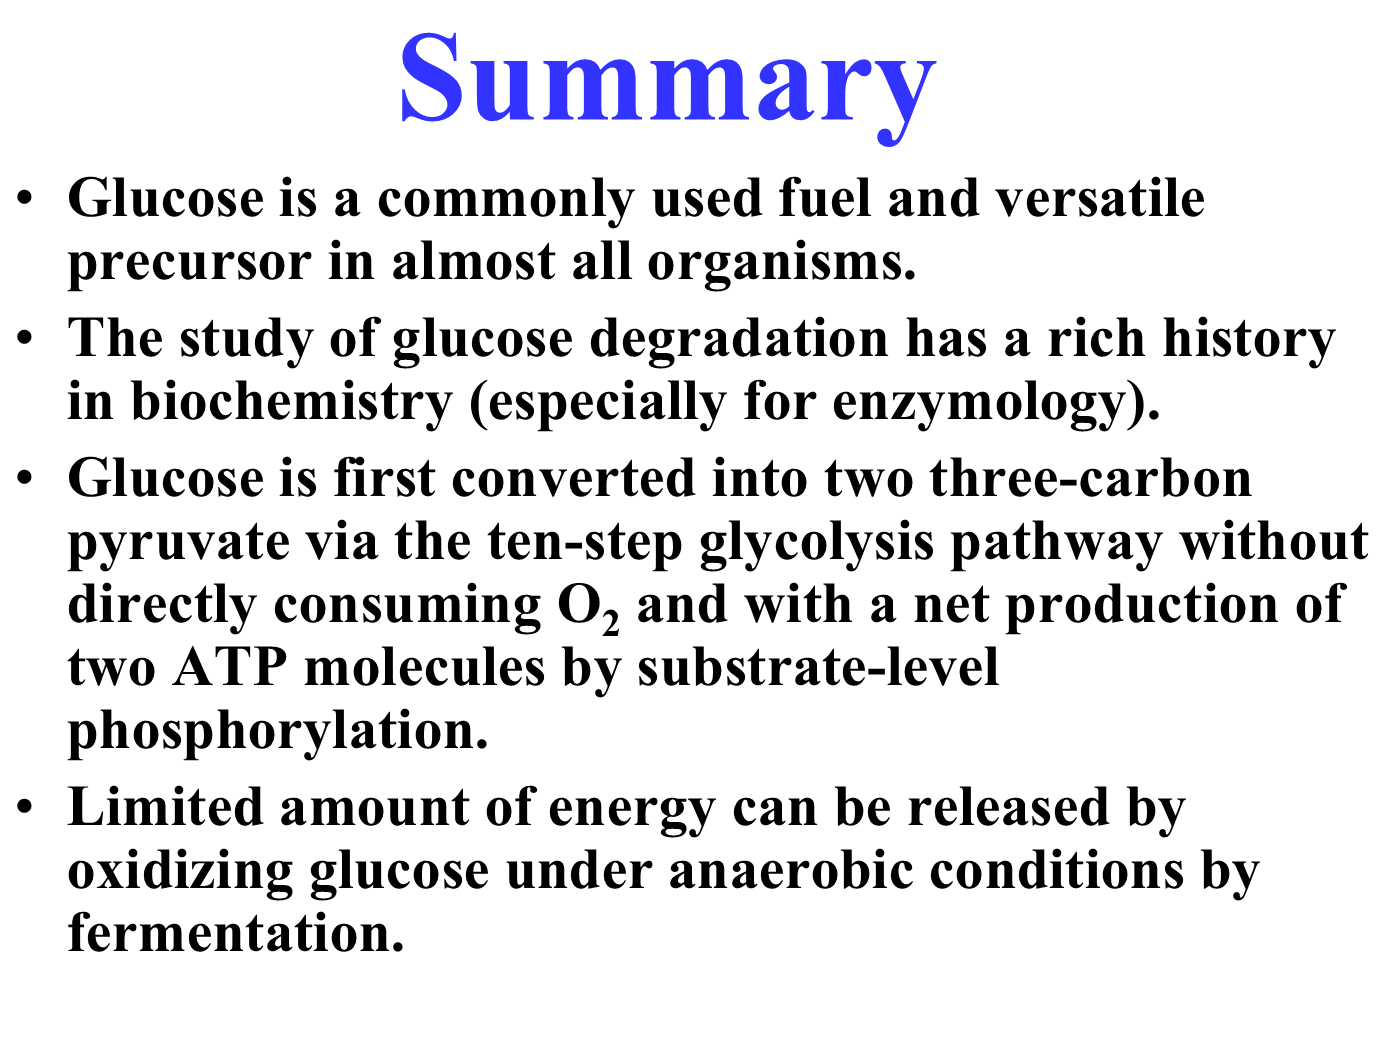 Summary
• Glucose is a commonly used fuel and versatile
precursor in almost all organisms.
• The study of glucose degradation has a rich history
in biochemistry (especially for enzymology).
• Glucose is first converted into two three-carbon
pyruvate via the ten-step glycolysis pathway without
directly consuming O₂ and with a net production of
two ATP molecules by substrate-level
phosphorylation.
• Limited amount of energy can be released by
oxidizing glucose under anaerobic conditions by
fermentation.